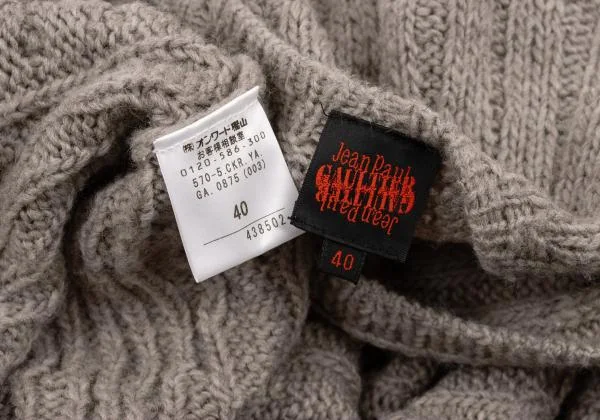 (株)オンワード樫山
お客様相談室
0120-586-300
570-5.CKR.YA.
GA. 0875 (003)
40
438502-
Jean Paul
GAULTIER
Jean Paul
40